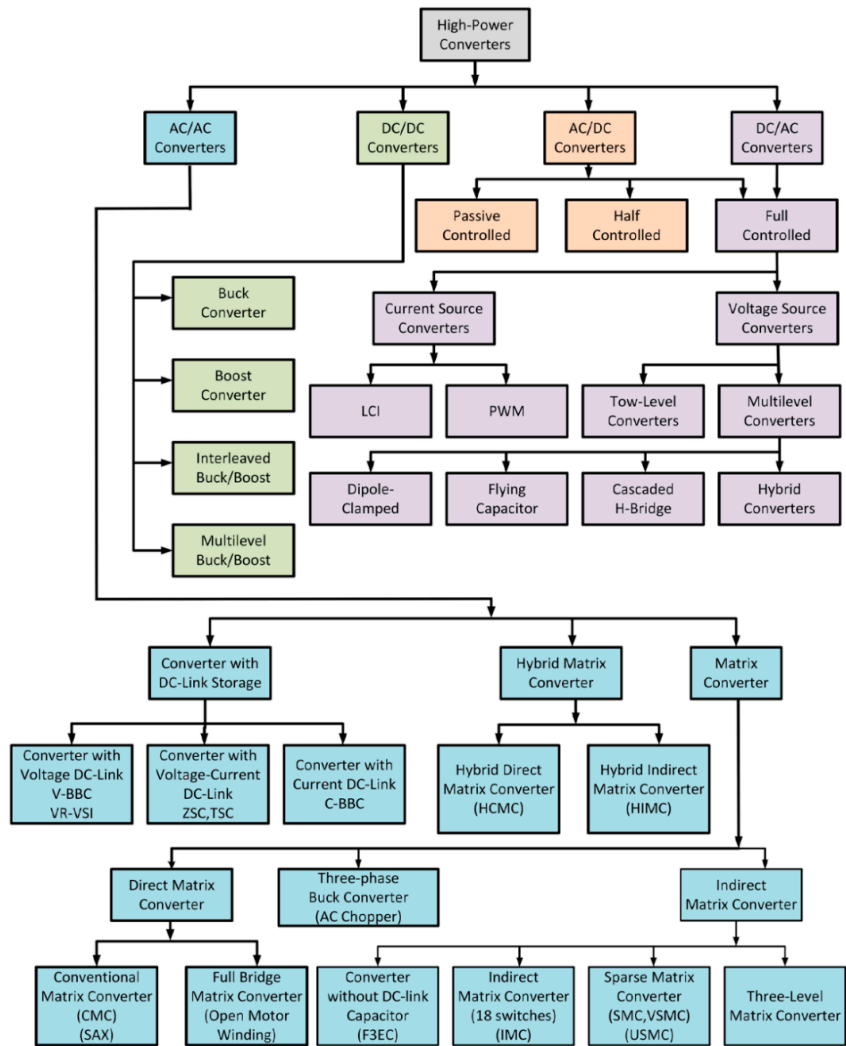 High-Power
Converters
AC/AC
Converters
DC/DC
Converters
AC/DC
Converters
DC/AC
Converters
Passive
Controlled
Half
Controlled
Full
Controlled
Buck
Converter
Current Source
Converters
Voltage Source
Converters
Boost
Converter
LCI
PWM
Tow-Level
Converters
Multilevel
Converters
Interleaved
Buck/Boost
Dipole-
Clamped
Flying
Capacitor
Cascaded
H-Bridge
Hybrid
Converters
Multilevel
Buck/Boost
Converter with
DC-Link Storage
Hybrid Matrix
Converter
Matrix
Converter
Converter with
Voltage DC-Link
V-BBC
VR-VSI
Converter with
Voltage-Current
DC-Link
ZSC,TSC
Converter with
Current DC-Link
C-BBC
Hybrid Direct
Matrix Converter
(HCMC)
Hybrid Indirect
Matrix Converter
(HIMC)
Direct Matrix
Converter
Three-phase
Buck Converter
(AC Chopper)
Indirect
Matrix Converter
Conventional
Matrix Converter
(CMC)
(SAX)
Full Bridge
Matrix Converter
(Open Motor
Winding)
Converter
without DC-link
Capacitor
(F3EC)
Indirect
Matrix Converter
(18 switches)
(IMC)
Sparse Matrix
Converter
(SMC,VSMC)
(USMC)
Three-Level
Matrix Converter